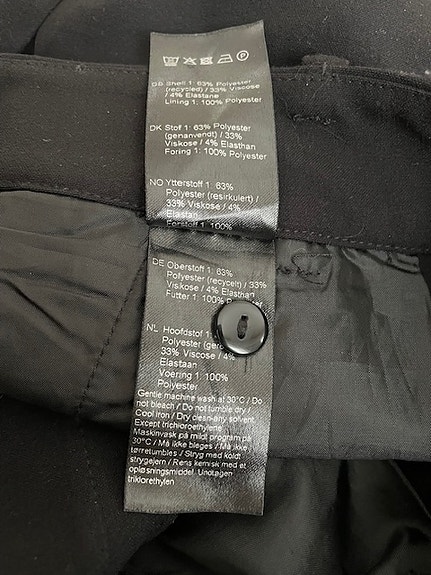 GB Shell 1: 63% Polyester
(recycled) / 33% Viscose
/ 4% Elastane
Lining 1: 100% Polyester
DK Stof 1: 63% Polyester
(genanvendt) / 33%
Viskose / 4% Elasthan
Foring 1: 100% Polyester
NO Ytterstoff 1: 63%
Polyester (resirkulert) /
33% Viskose / 4%
Elastan
Forstoff 1: 100%
DE Oberstoff 1: 63%
Polyester (recycelt) / 33%
Viskose / 4% Elasthan
Futter 1: 100% Polyester
NL Hoofdstof 1
Polyester
33% Viscose / 4%
Elastaan
Voering 1: 100%
Polyester
Gentle machine wash at 30°C / Do
not bleach / Do not tumble dry /
Cool iron / Dry clean-any solvent
Except trichloroethylene
Maskinvask på mildt program på
30°C / Må ikke bleges / Må ikke
tørretumbles / Stryg med koldt
strygejern / Rens kemisk med et
opløsningsmiddel. Undtagen
triklorethylen